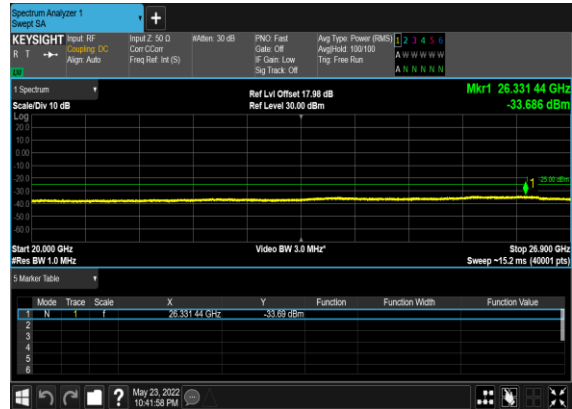 Spectrum Analyzer 1
Swept SA
+
KEYSIGHT Input: RF Input Z: 50 Ω #Atten: 30 dB PNO: Fast Avg Type: Power (RMS) 1 2 3 4 5 6
R T Coupling: DC Corr CCorr Gate: Off Avg|Hold: 100/100 A W W W W W
Align: Auto Freq Ref: Int (S) IF Gain: Low Trig: Free Run A N N N N N
Sig Track: Off
1 Spectrum Ref Lvl Offset 17.98 dB Mkr1 26.331 44 GHz
Scale/Div 10 dB Ref Level 30.00 dBm -33.686 dBm
Log
20.0
10.0
0.00
-10.0
-20.0
-30.0
-40.0
-50.0
-60.0
1
-25.00 dBm
Start 20.000 GHz Video BW 3.0 MHz* Stop 26.900 GHz
#Res BW 1.0 MHz Sweep ~15.2 ms (40001 pts)
5 Marker Table
Mode Trace Scale X Y Function Function Width Function Value
1 N 1 f 26.331 44 GHz -33.69 dBm
2
3
4
5
6
? May 23, 2022
10:41:58 PM